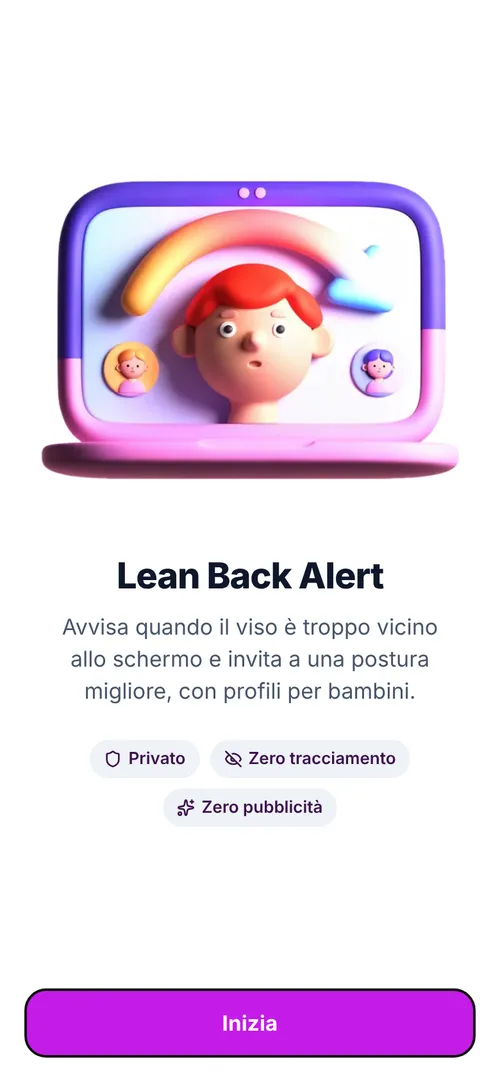 Lean Back Alert
Avvisa quando il viso è troppo vicino
allo schermo e invita a una postura
migliore, con profili per bambini.
Privato
Zero tracciamento
Zero pubblicità
Inizia